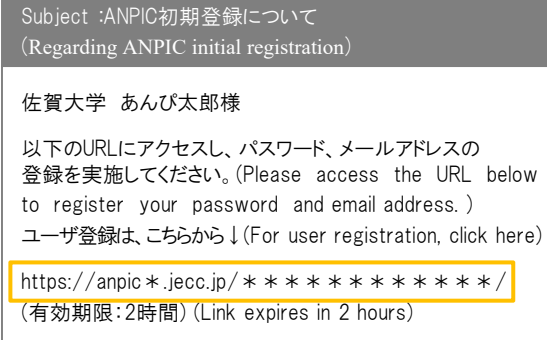 Subject :ANPIC初期登録について
(Regarding ANPIC initial registration)
佐賀大学 あんぴ太郎様
以下のURLにアクセスし、パスワード、メールアドレスの
登録を実施してください。(Please access the URL below
to register your password and email address. )
ユーザ登録は、こちらから↓(For user registration, click here)
https://anpic＊.jecc.jp/＊＊＊＊＊＊＊＊＊＊＊＊/
(有効期限：2時間) (Link expires in 2 hours)